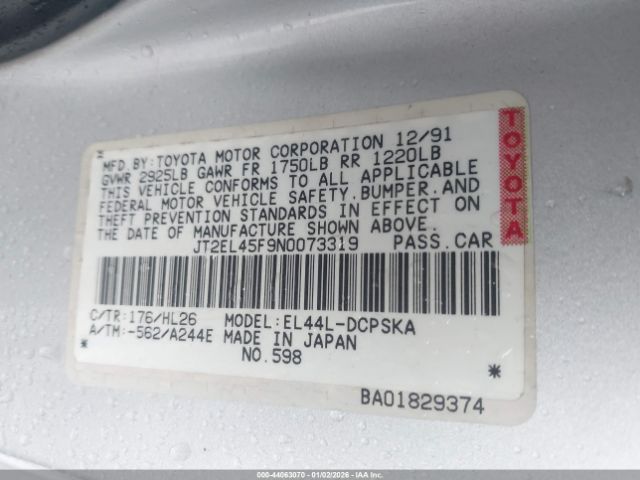 MFD BY:TOYOTA MOTOR CORPORATION 12/91
GVWR 2925LB GAWR FR 1750LB RR 1220LB
THIS VEHICLE CONFORMS TO ALL APPLICABLE
FEDERAL MOTOR VEHICLE SAFETY,BUMPER,AND
THEFT PREVENTION STANDARDS IN EFFECT ON
THE DATE OF MANUFACTURE SHOWN ABOVE.
JT2EL45F9N0073319 PASS.CAR
TOYOTA
C/TR:176/HL26 MODEL:EL44L-DCPSKA
A/TM:-562/A244E MADE IN JAPAN
NO.598
BA01829374
000-44063070 - 01/02/2026 - IAA Inc.